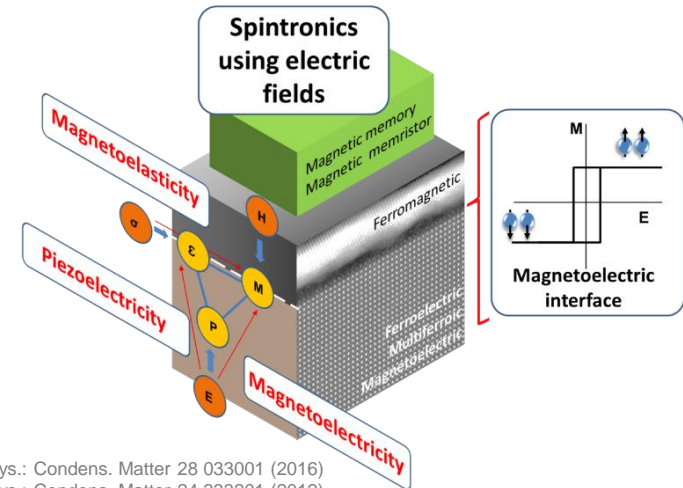 Spintronics
using electric
fields
Magnetic memory
Magnetic memristor
Magnetoelasticity
Ferromagnetic
H
σ
ε
M
Piezoelectricity
P
E
Ferroelectric
Multiferroic
Magnetoelectric
Magnetoelectricity
M
E
Magnetoelectric
interface
ys.: Condens. Matter 28 033001 (2016)